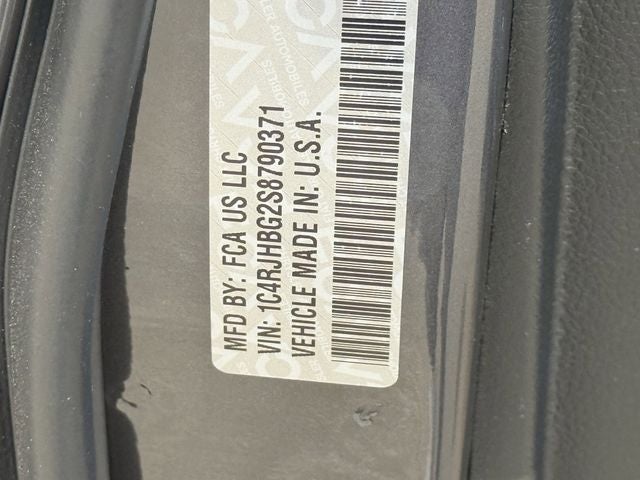 MFD BY: FCA US LLC
VIN: 1C4RJHBG2S8790371
VEHICLE MADE IN: U.S.A.